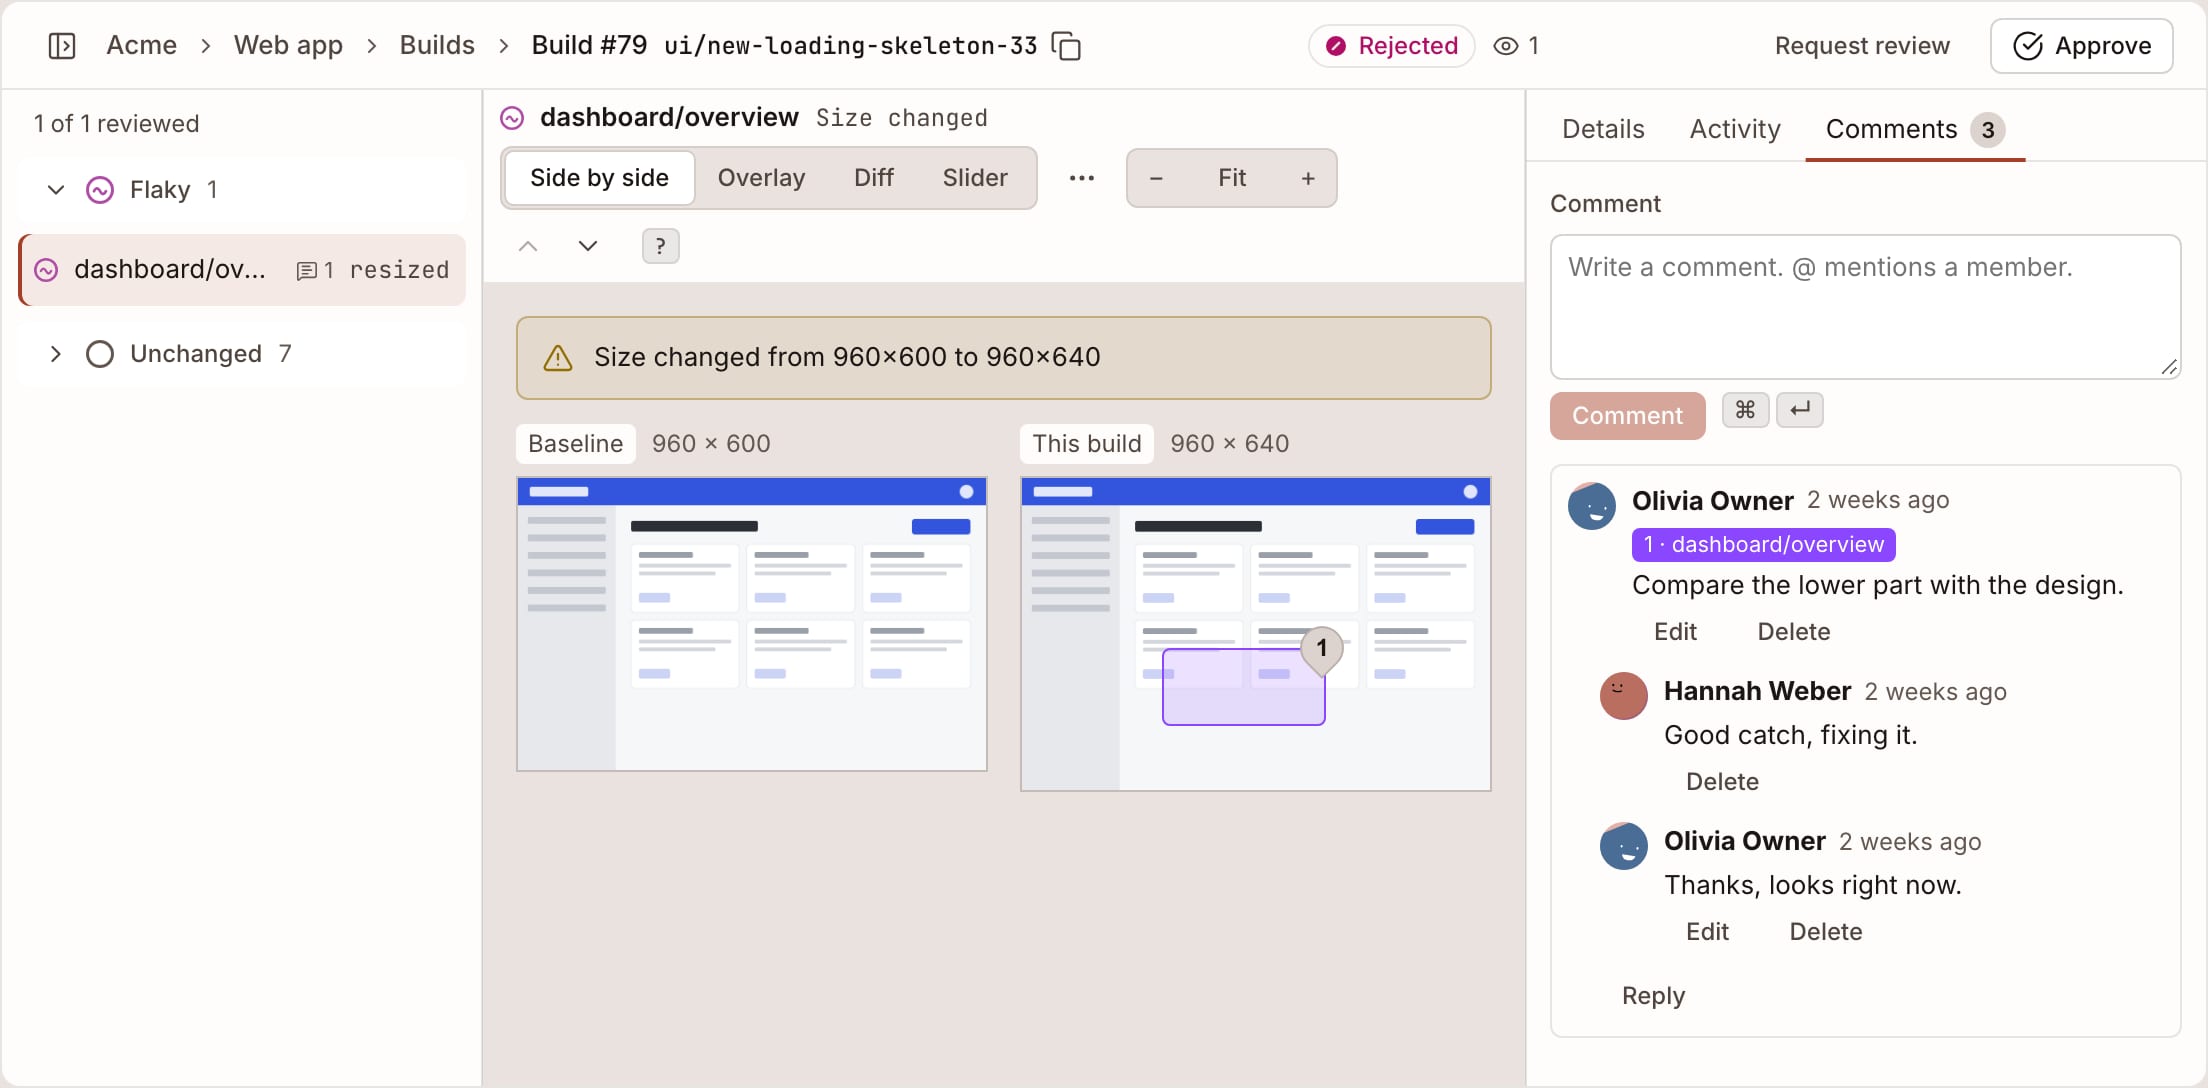 Acme > Web app > Builds > Build #79 ui/new-loading-skeleton-33
Rejected 1
Request review
Approve
1 of 1 reviewed
Flaky 1
dashboard/ov... 1 resized
Unchanged 7
dashboard/overview Size changed
Side by side Overlay Diff Slider ... − Fit +
?
Size changed from 960×600 to 960×640
Baseline 960 × 600
This build 960 × 640
1
Details Activity Comments 3
Comment
Write a comment. @ mentions a member.
Comment ⌘ ↵
Olivia Owner 2 weeks ago
1 · dashboard/overview
Compare the lower part with the design.
Edit Delete
Hannah Weber 2 weeks ago
Good catch, fixing it.
Delete
Olivia Owner 2 weeks ago
Thanks, looks right now.
Edit Delete
Reply